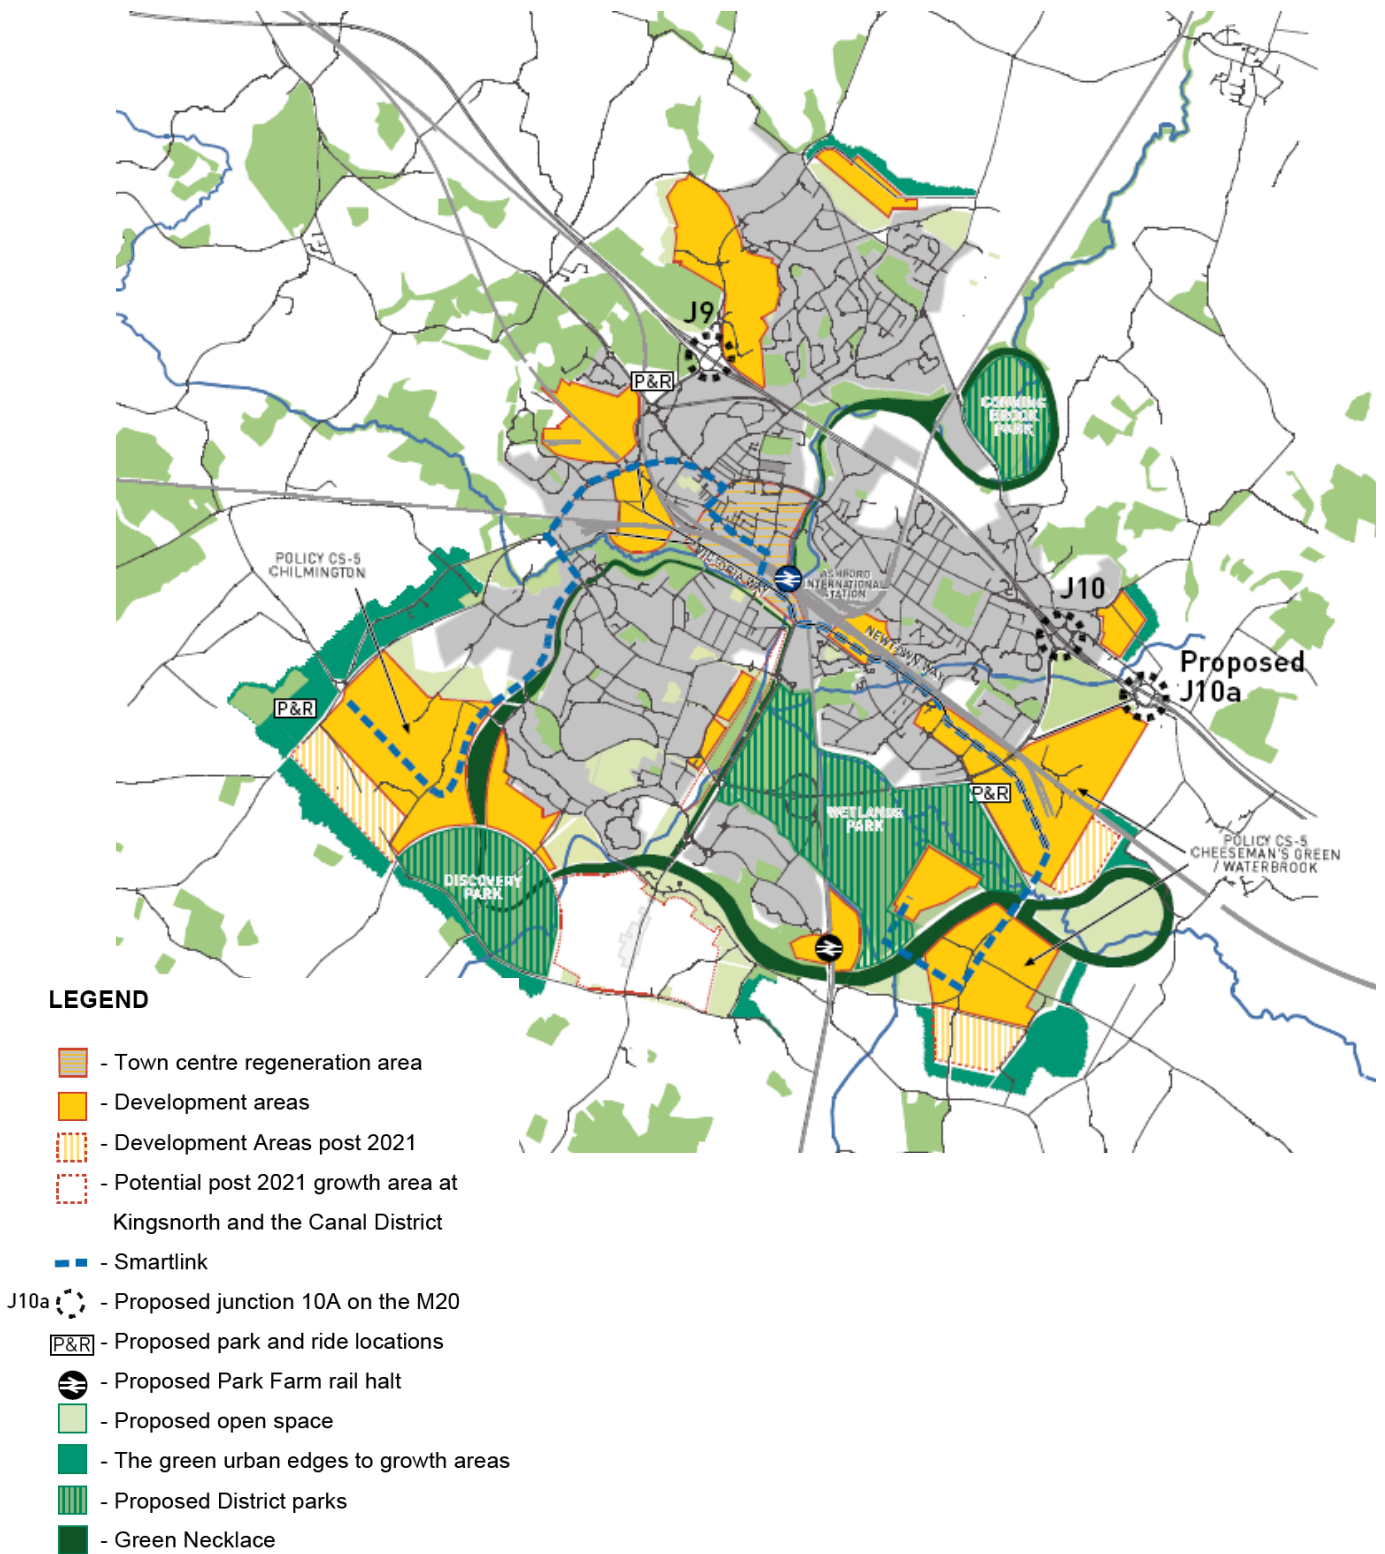 J9
P&R
CONNING
BROOK
PARK
POLICY CS-5
CHILMINGTON
VICTORIA WAY
ASHFORD
INTERNATIONAL
STATION
J10
NEWTOWN WAY
Proposed
J10a
P&R
P&R
WETLANDS
PARK
POLICY CS-5
CHEESEMAN'S GREEN
/ WATERBROOK
DISCOVERY
PARK
LEGEND
- Town centre regeneration area
- Development areas
- Development Areas post 2021
- Potential post 2021 growth area at
Kingsnorth and the Canal District
- Smartlink
J10a - Proposed junction 10A on the M20
P&R - Proposed park and ride locations
- Proposed Park Farm rail halt
- Proposed open space
- The green urban edges to growth areas
- Proposed District parks
- Green Necklace